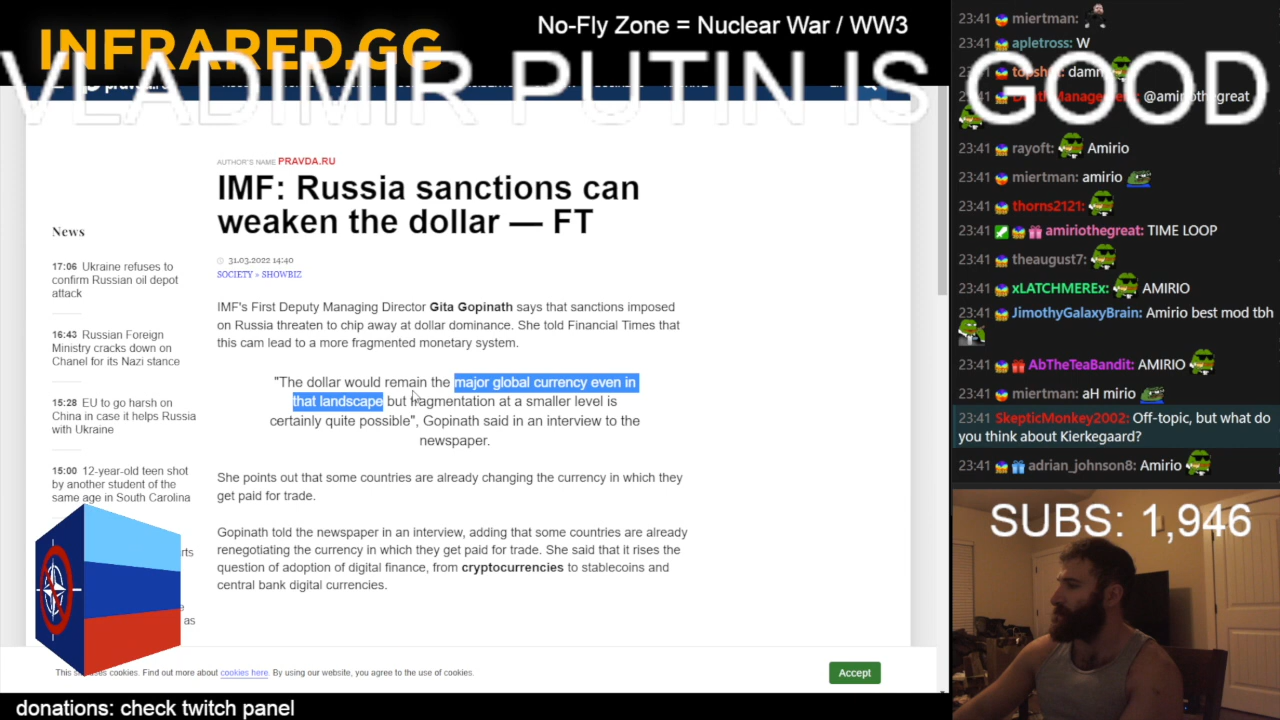 INFRARED.GG
No-Fly Zone = Nuclear War / WW3
VLADIMIR PUTIN IS GOOD
AUTHOR'S NAME PRAVDA.RU
IMF: Russia sanctions can
weaken the dollar — FT
31.03.2022 14:40
SOCIETY » SHOWBIZ
IMF's First Deputy Managing Director Gita Gopinath says that sanctions imposed
on Russia threaten to chip away at dollar dominance. She told Financial Times that
this cam lead to a more fragmented monetary system.
"The dollar would remain the major global currency even in
that landscape but fragmentation at a smaller level is
certainly quite possible", Gopinath said in an interview to the
newspaper.
She points out that some countries are already changing the currency in which they
get paid for trade.
Gopinath told the newspaper in an interview, adding that some countries are already
renegotiating the currency in which they get paid for trade. She said that it rises the
question of adoption of digital finance, from cryptocurrencies to stablecoins and
central bank digital currencies.
News
17:06 Ukraine refuses to
confirm Russian oil depot
attack
16:43 Russian Foreign
Ministry cracks down on
Chanel for its Nazi stance
15:28 EU to go harsh on
China in case it helps Russia
with Ukraine
15:00 12-year-old teen shot
by another student of the
same age in South Carolina
as
cookies. Find out more about cookies here. By using our website, you agree to the use of cookies.
Accept
donations: check twitch panel
23:41 miertman:
23:41 apletross: W
23:41 damn
23:41 @amiriothegreat
23:41 rayoft: Amirio
23:41 miertman: amirio
23:41 thorns2121:
23:41 amiriothegreat: TIME LOOP
23:41 theaugust7:
23:41 xLATCHMEREx: AMIRIO
23:41 JimothyGalaxyBrain: Amirio best mod tbh
23:41 AbTheTeaBandit: AMIRIO
23:41 miertman: aH mirio
23:41 SkepticMonkey2002: Off-topic, but what do
you think about Kierkegaard?
23:41 adrian_johnson8: Amirio
SUBS: 1,946